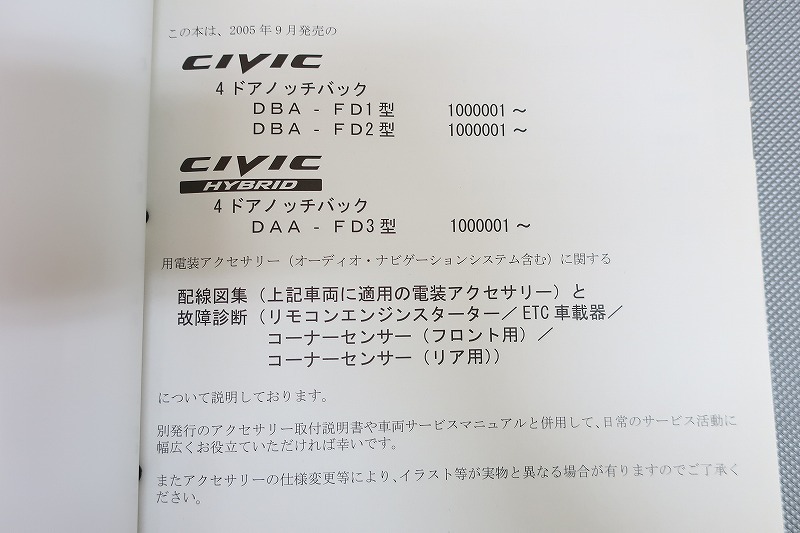 この本は、2005年9月発売の
CIVIC
4ドアノッチバック
DBA - FD1型 1000001～
DBA - FD2型 1000001～
CIVIC
HYBRID
4ドアノッチバック
DAA - FD3型 1000001～
用電装アクセサリー（オーディオ・ナビゲーションシステム含む）に関する
配線図集（上記車両に適用の電装アクセサリー）と
故障診断（リモコンエンジンスターター／ETC車載器／
コーナーセンサー（フロント用）／
コーナーセンサー（リア用））
について説明しております。
別発行のアクセサリー取付説明書や車両サービスマニュアルと併用して、日常のサービス活動に
幅広くお役立ていただければ幸いです。
またアクセサリーの仕様変更等により、イラスト等が実物と異なる場合が有りますのでご了承く
ださい。